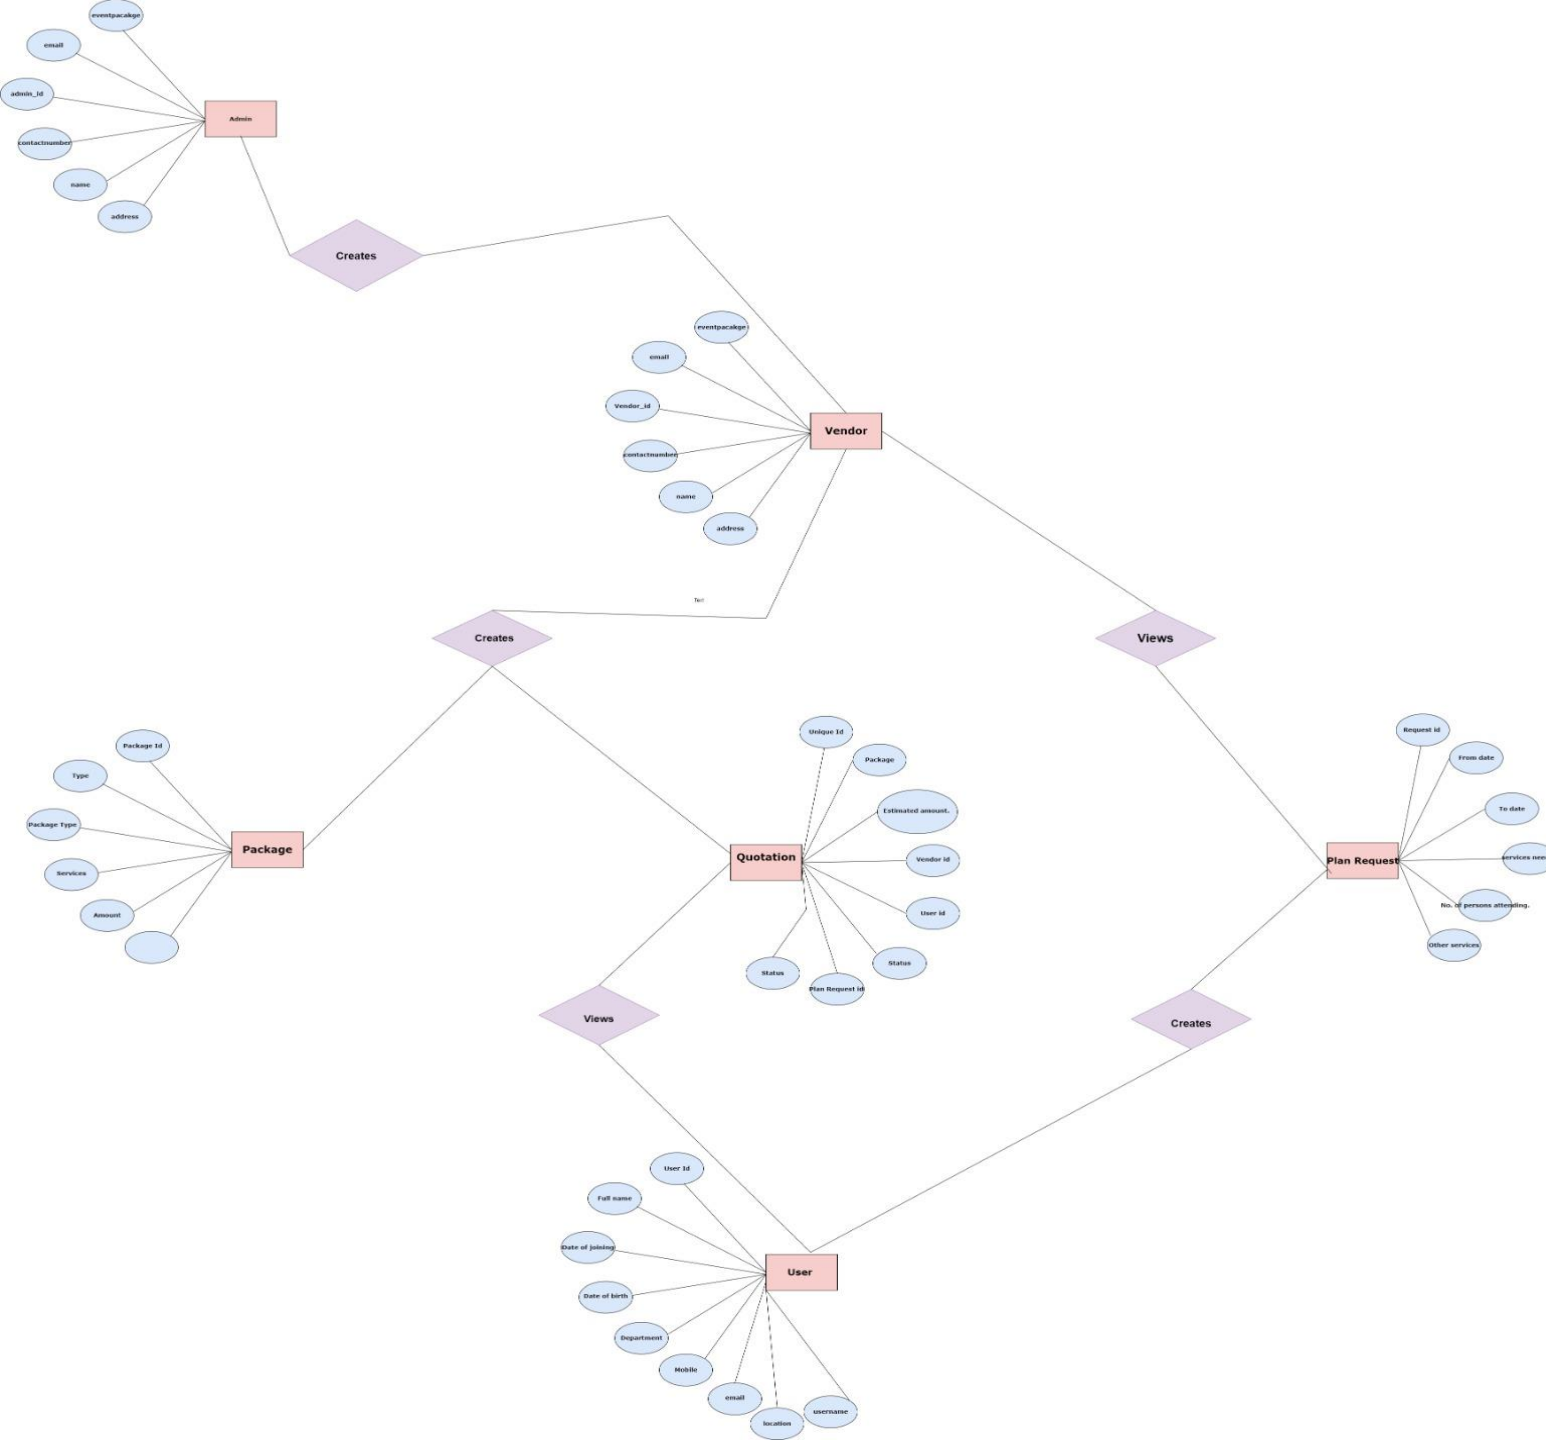 eventpacakge
email
admin_id
Admin
contactnumber
name
address
Creates
eventpacakge
email
Vendor_id
Vendor
contactnumber
name
address
Text
Creates
Views
Package Id
Type
Package Type
Package
Services
Amount
Unique Id
Package
Estimated amount.
Quotation
Vendor id
User id
Status
Status
Plan Request id
Request id
From date
To date
Plan Request
No. of persons attending.
Other services
Views
Creates
User Id
Full name
Date of joining
User
Date of birth
Department
Mobile
email
location
username